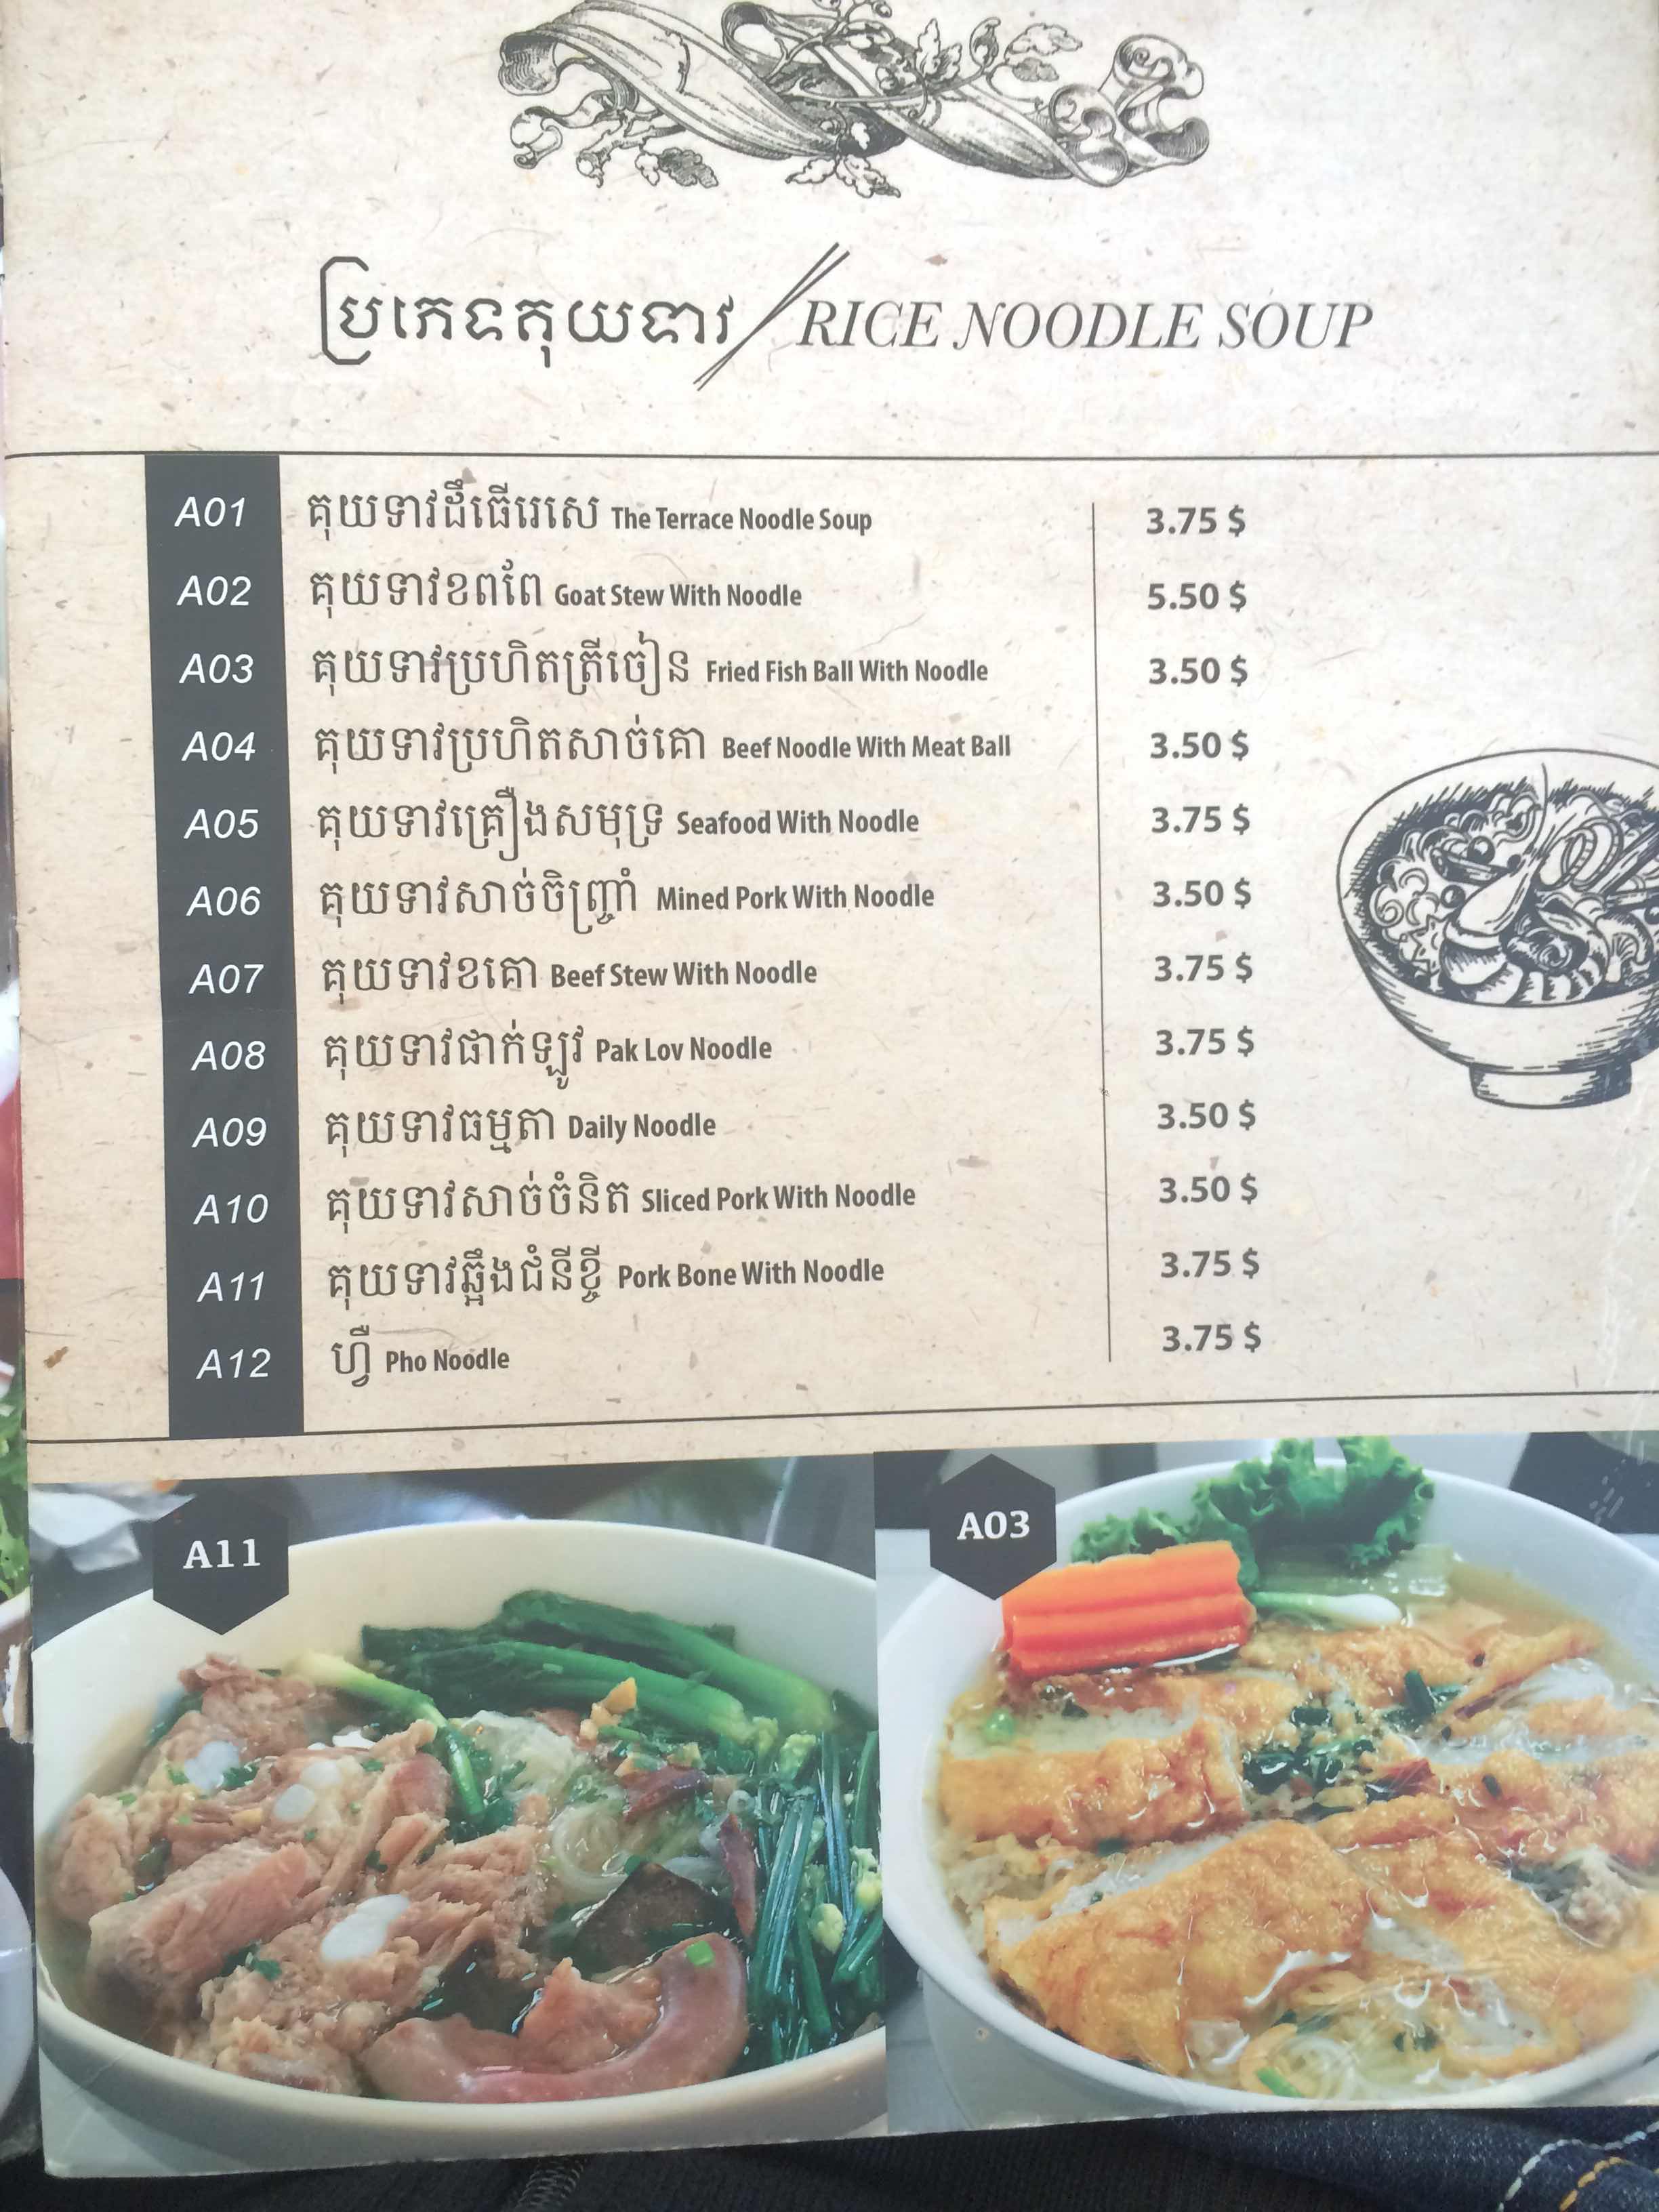 ប្រភេទគុយទាវ RICE NOODLE SOUP
A01 គុយទាវដឹធើរេស The Terrace Noodle Soup 3.75 $
A02 គុយទាវខពពែ Goat Stew With Noodle 5.50 $
A03 គុយទាវប្រហិតត្រីចៀន Fried Fish Ball With Noodle 3.50 $
A04 គុយទាវប្រហិតសាច់គោ Beef Noodle With Meat Ball 3.50 $
A05 គុយទាវគ្រឿងសមុទ្រ Seafood With Noodle 3.75 $
A06 គុយទាវសាច់ចិញ្ច្រាំ Mined Pork With Noodle 3.50 $
A07 គុយទាវខគោ Beef Stew With Noodle 3.75 $
A08 គុយទាវផាក់ឡូវ Pak Lov Noodle 3.75 $
A09 គុយទាវធម្មតា Daily Noodle 3.50 $
A10 គុយទាវសាច់ចំនិត Sliced Pork With Noodle 3.50 $
A11 គុយទាវឆ្អឹងជំនីខ្ចី Pork Bone With Noodle 3.75 $
A12 ហ្វឺ Pho Noodle 3.75 $
A11
A03